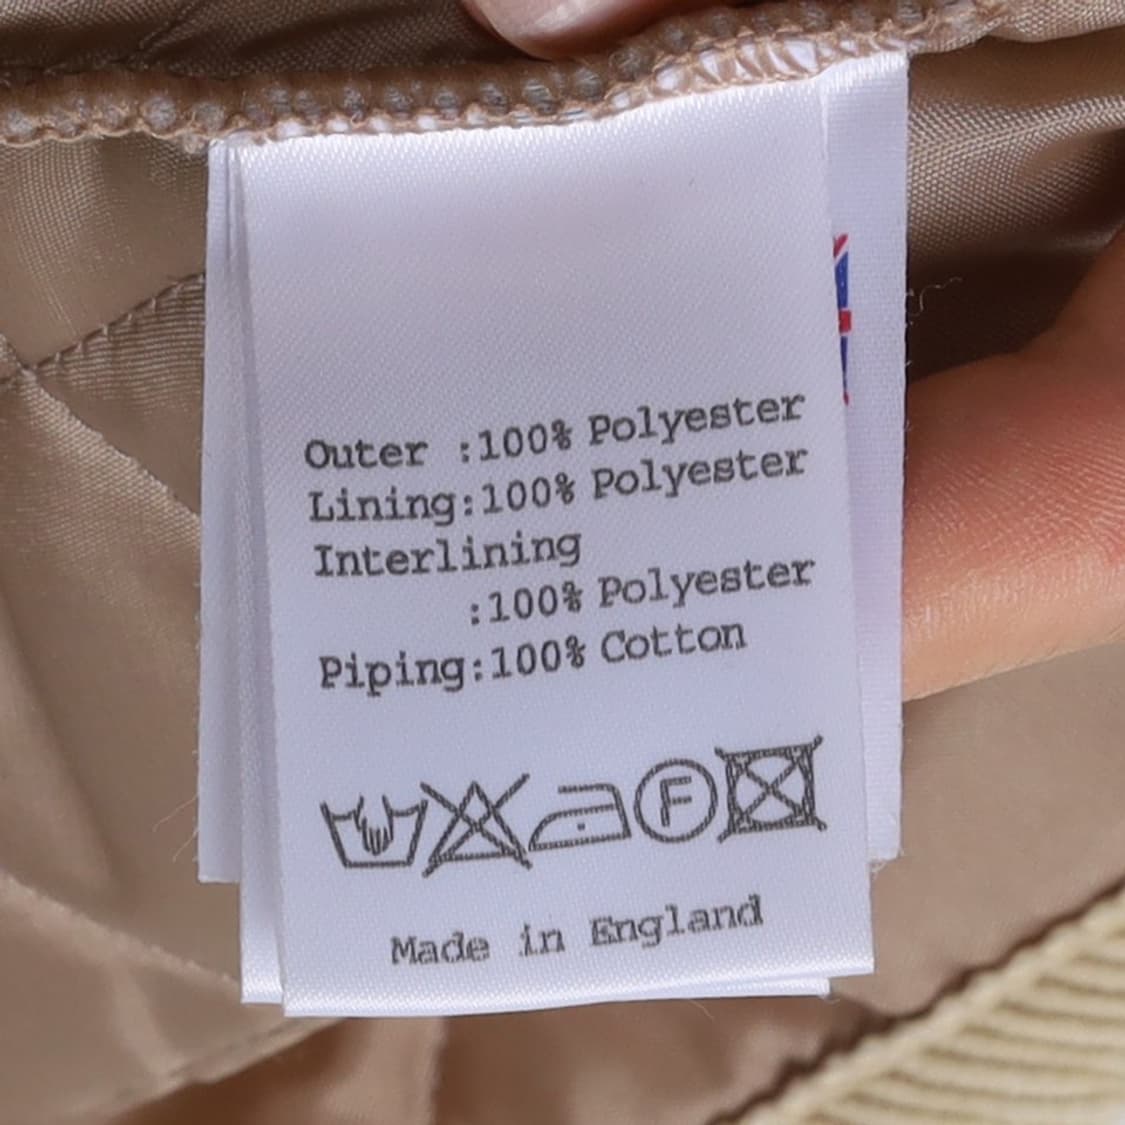 Outer :100% Polyester
Lining:100% Polyester
Interlining
:100% Polyester
Piping:100% Cotton
F
Made in England